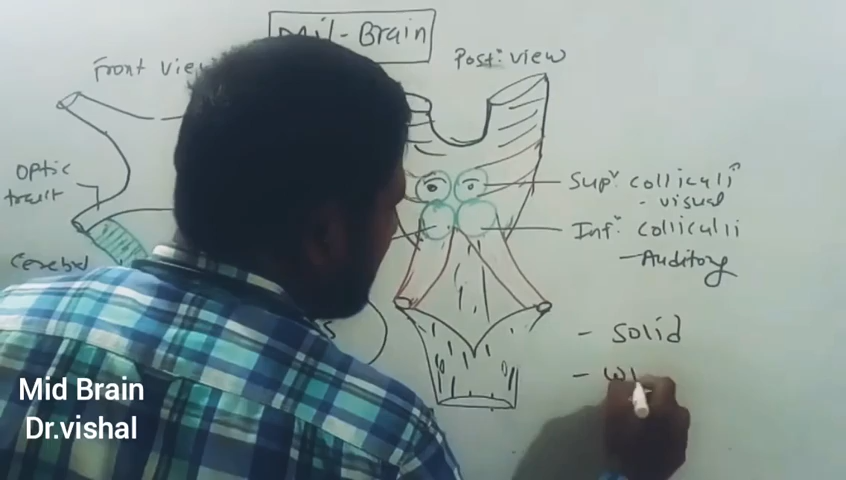 Mid-Brain
Front view
Post: view
optic
tract
Sup" colliculi
- visual
Inf" colliculii
- Auditory
cerebral
- solid
Mid Brain
Dr.vishal